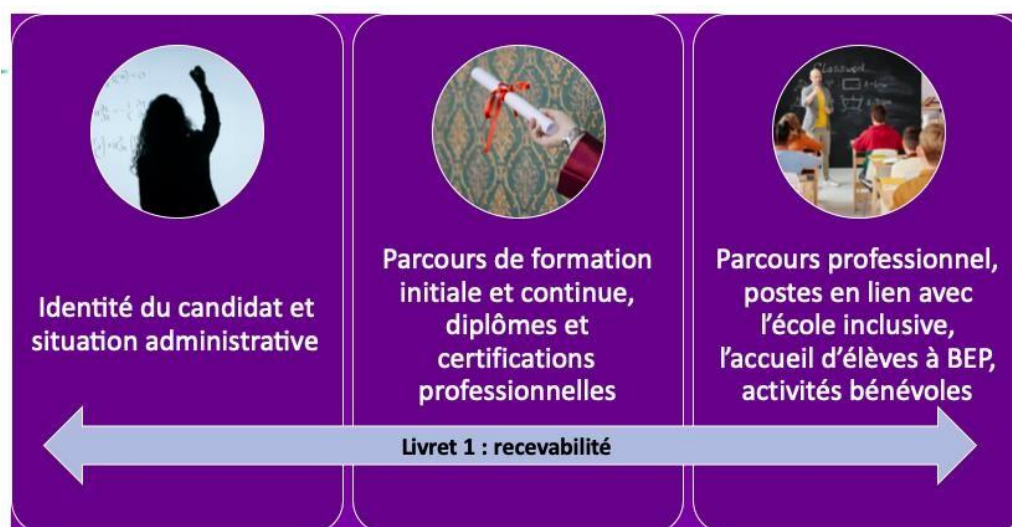 Identité du candidat et
situation administrative
Parcours de formation
initiale et continue,
diplômes et
certifications
professionnelles
Classwork
Parcours professionnel,
postes en lien avec
l'école inclusive,
l'accueil d'élèves à BEP,
activités bénévoles
Livret 1 : recevabilité